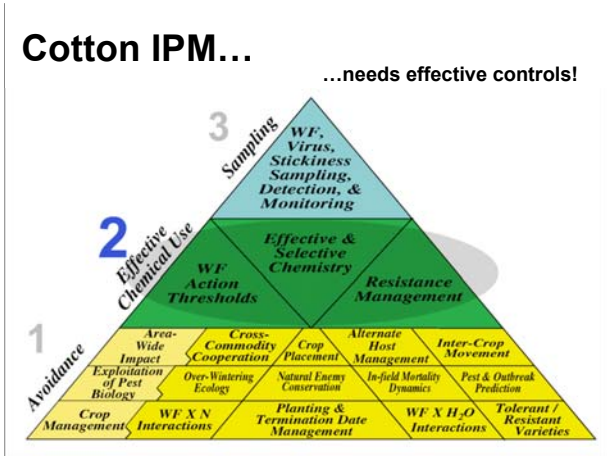 Cotton IPM…
…needs effective controls!
3
Sampling
WF,
Virus,
Stickiness
Sampling,
Detection, &
Monitoring
2
Effective
Chemical Use
WF
Action
Thresholds
Effective &
Selective
Chemistry
Resistance
Management
1
Avoidance
Area-
Wide
Impact
Cross-
Commodity
Cooperation
Crop
Placement
Alternate
Host
Management
Inter-Crop
Movement
Exploitation
of Pest
Biology
Over-Wintering
Ecology
Natural Enemy
Conservation
In-field Mortality
Dynamics
Pest & Outbreak
Prediction
Crop
Management
WF X N
Interactions
Planting &
Termination Date
Management
WF X H₂O
Interactions
Tolerant /
Resistant
Varieties